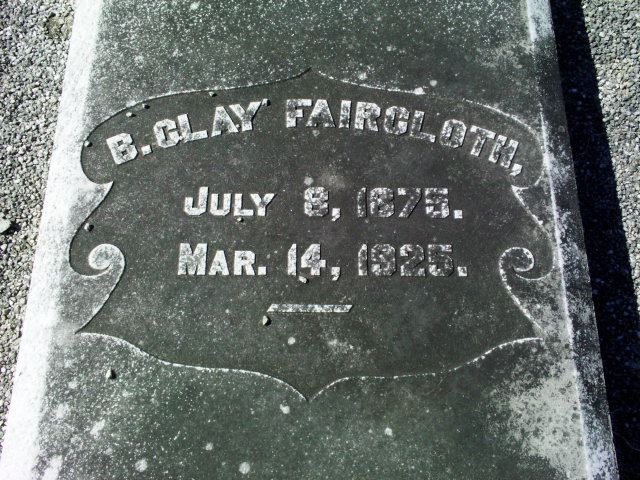 B. CLAY FAIRCLOTH,
JULY 8, 1875.
MAR. 14, 1925.